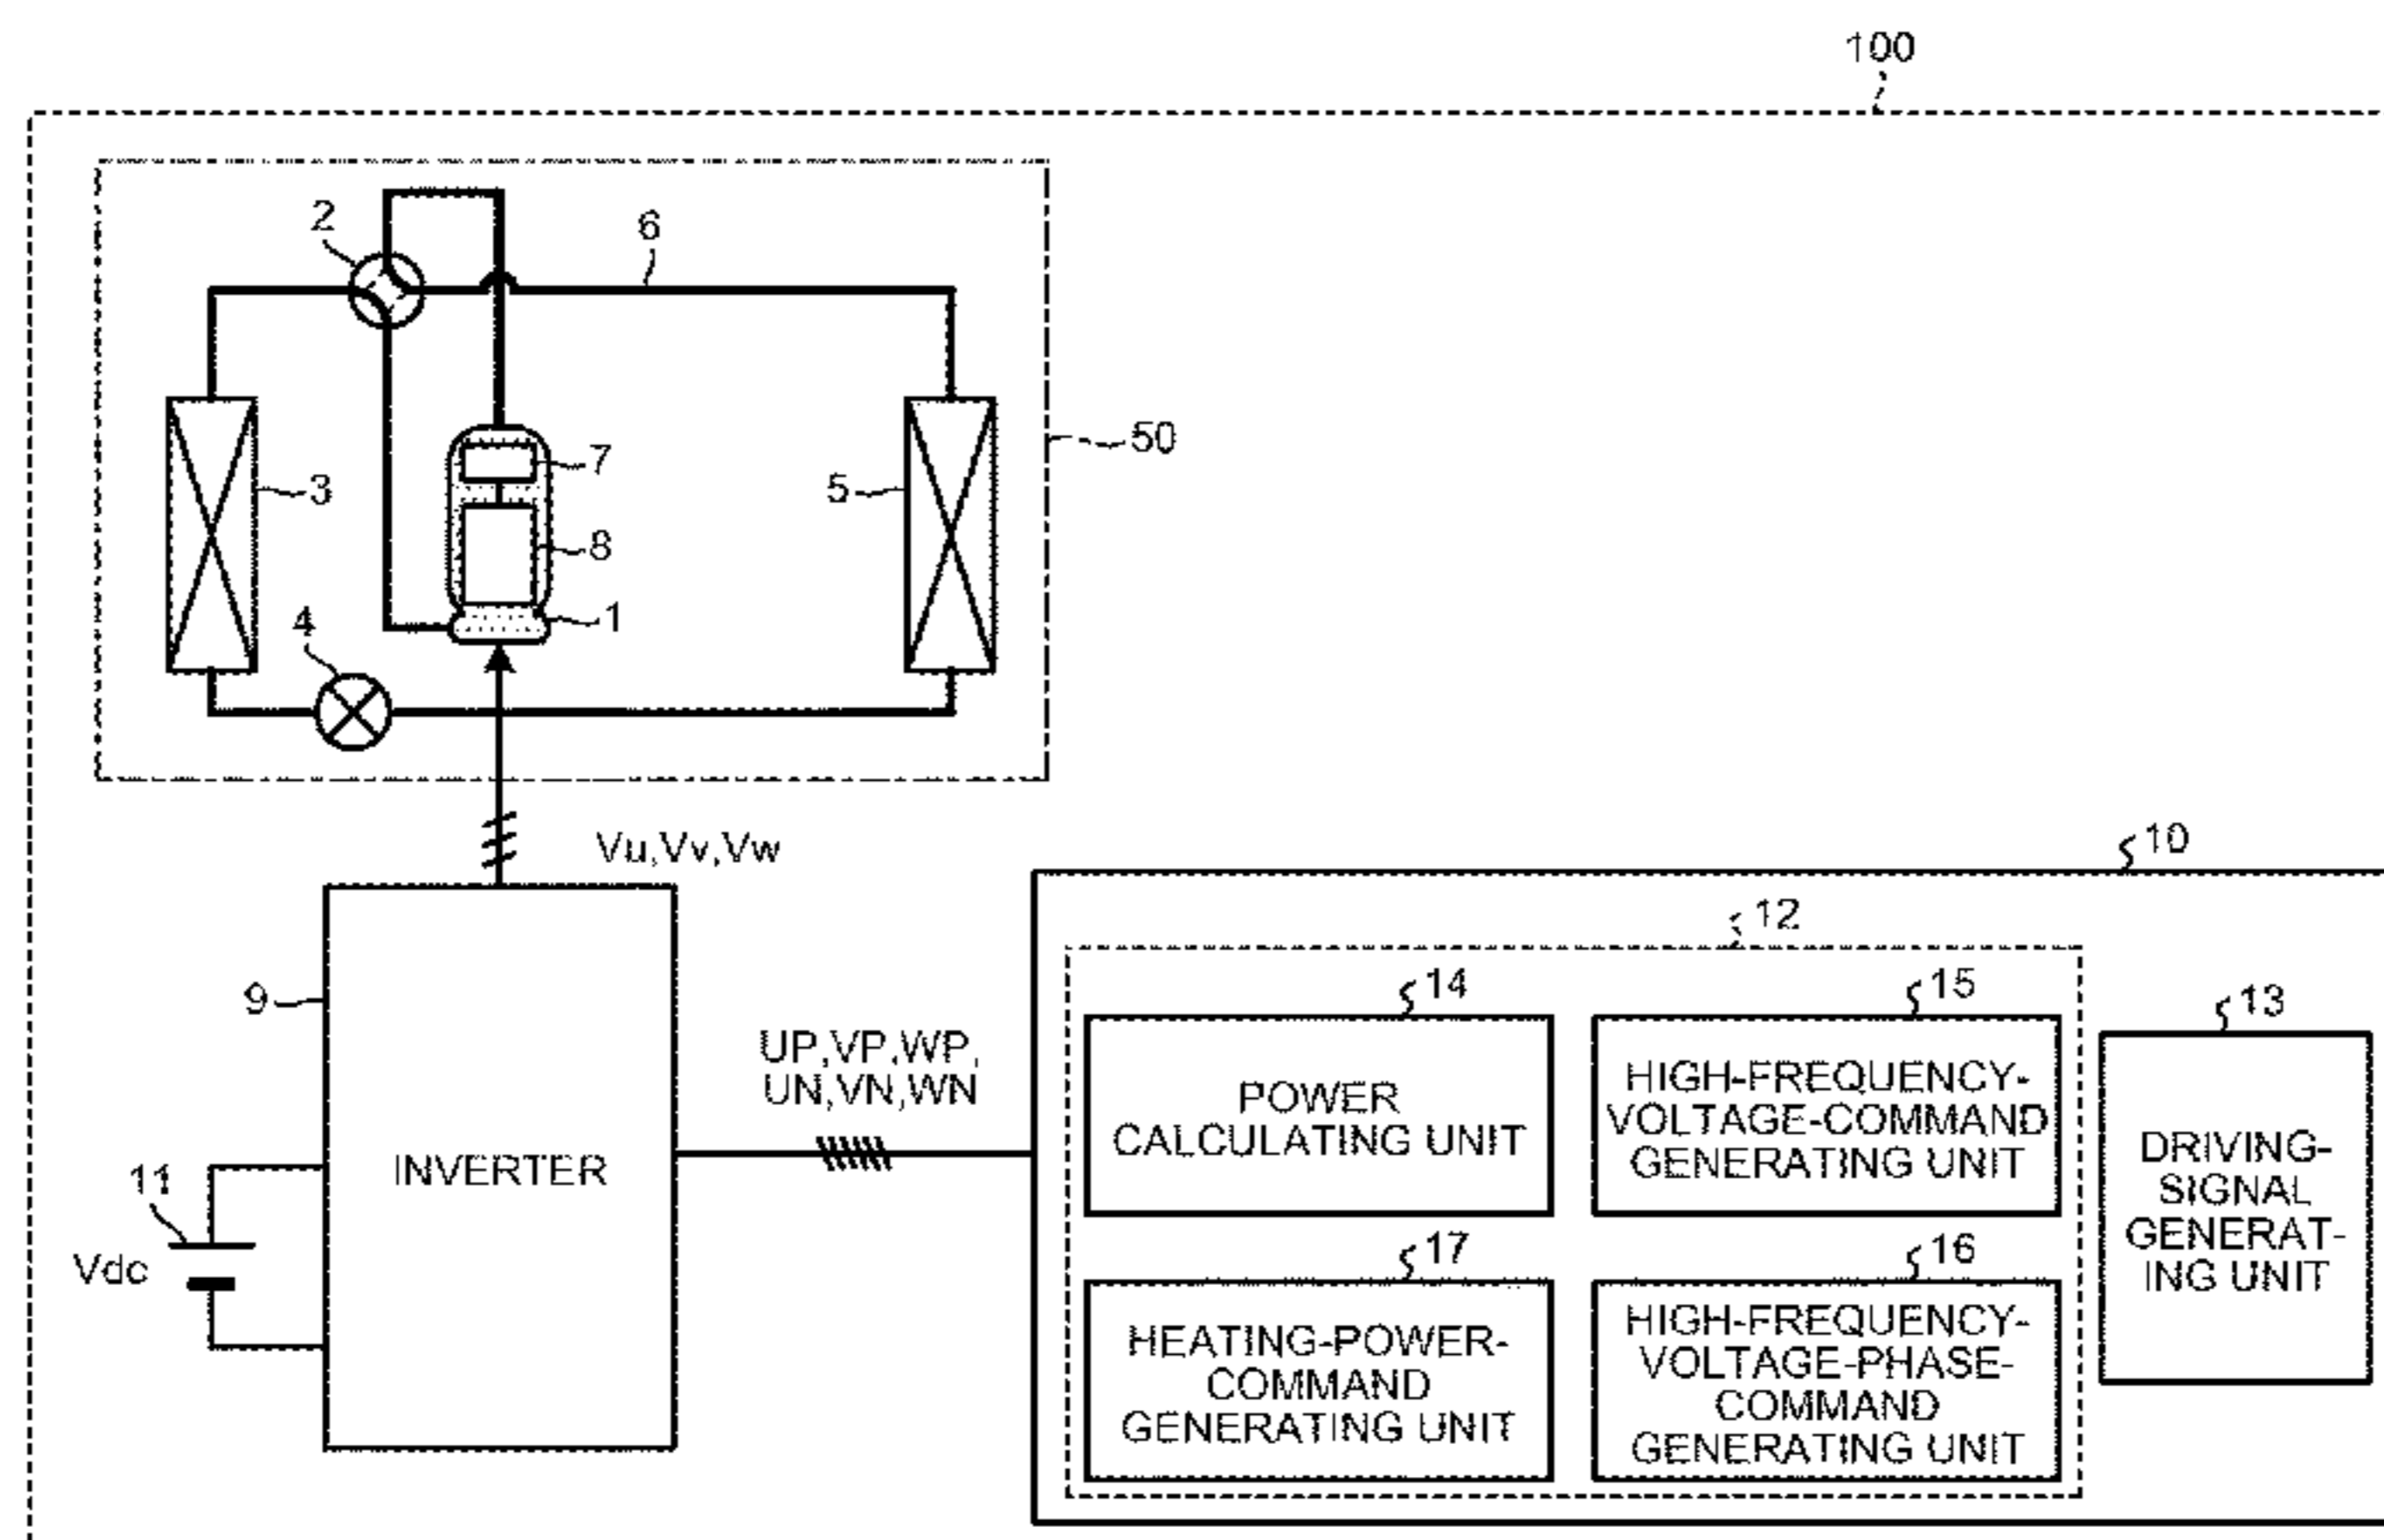 100
2
6
50
7
3
5
8
1
4
Vu,Vv,Vw
10
12
9
14
15
13
UP,VP,WP,
UN,VN,WN
POWER
CALCULATING UNIT
HIGH-FREQUENCY-
VOLTAGE-COMMAND
GENERATING UNIT
DRIVING-
SIGNAL
GENERAT-
ING UNIT
INVERTER
11
Vdc
17
16
HEATING-POWER-
COMMAND
GENERATING UNIT
HIGH-FREQUENCY-
VOLTAGE-PHASE-
COMMAND
GENERATING UNIT